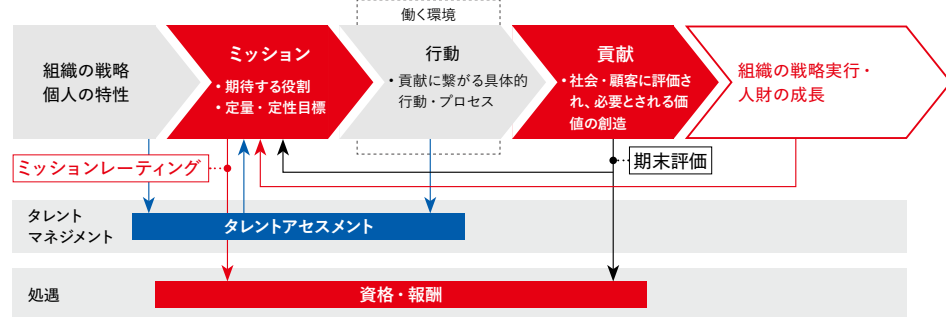 働く環境
組織の戦略
個人の特性
ミッション
・期待する役割
・定量・定性目標
行動
・貢献に繋がる具体的
行動・プロセス
貢献
・社会・顧客に評価さ
れ、必要とされる価
値の創造
組織の戦略実行・
人財の成長
ミッションレーティング
期末評価
タレント
マネジメント
タレントアセスメント
処遇
資格・報酬